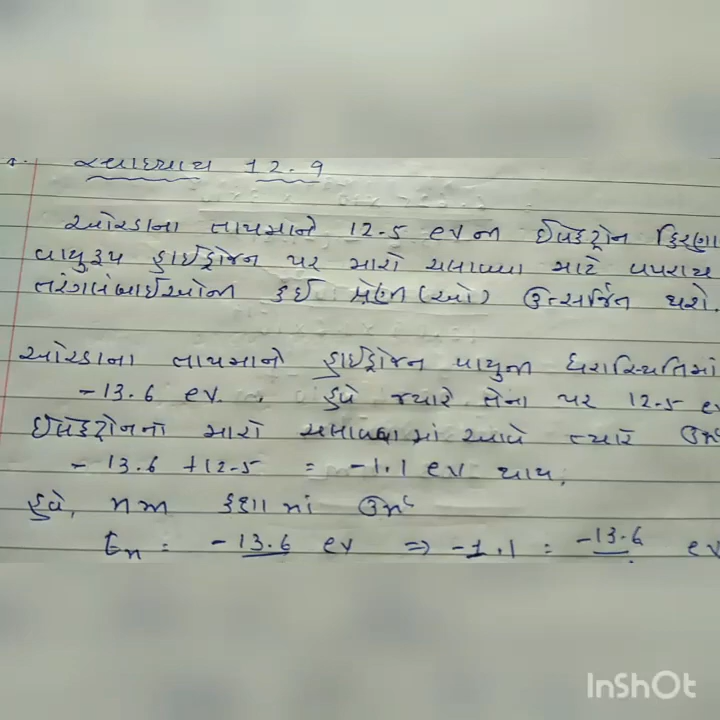 સ્વાધ્યાય 12.9
ઓરડાના તાપમાને 12.5 ev ના ઈલેક્ટ્રોન કિરણો
વાયુરૂપ હાઈડ્રોજન પર મારો ચલાવવા માટે વપરાય
તરંગલંબાઈઓની કઈ શ્રેણી (ઓ) ઉત્સર્જિત થશે.
ઓરડાના તાપમાને હાઈડ્રોજન વાયુની ધરાસ્થિતિમાં
-13.6 ev . હવે જ્યારે તેના પર 12.5 ev
ઈલેક્ટ્રોનના મારો ચલાવવામાં આવે ત્યારે ઉર્જા
- 13.6 + 12.5 = -1.1 ev થાય.
હવે, nમી કક્ષાનાં ઉર્જા
En = -13.6 ev ⇒ -1.1 = -13.6 ev
InShOt